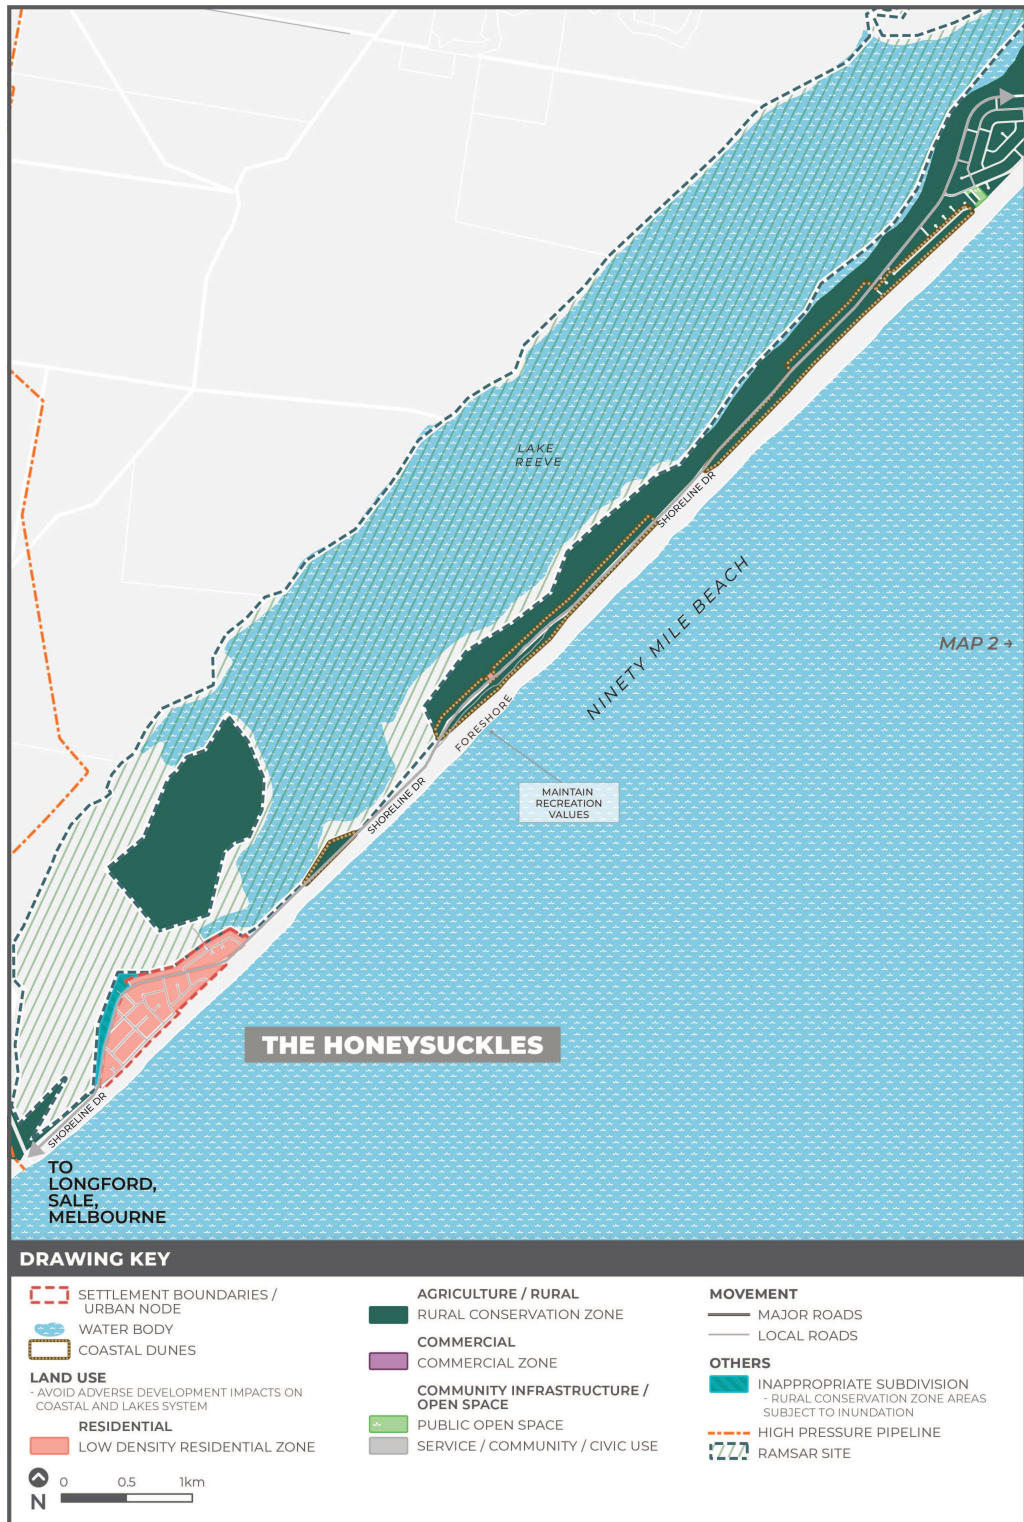 LAKE
REEVE
SHORELINE DR
NINETY MILE BEACH
MAP 2 →
FORESHORE
MAINTAIN
RECREATION
VALUES
SHORELINE DR
THE HONEYSUCKLES
SHORELINE DR
TO
LONGFORD,
SALE,
MELBOURNE
DRAWING KEY
SETTLEMENT BOUNDARIES /
URBAN NODE
WATER BODY
COASTAL DUNES
LAND USE
- AVOID ADVERSE DEVELOPMENT IMPACTS ON
COASTAL AND LAKES SYSTEM
RESIDENTIAL
LOW DENSITY RESIDENTIAL ZONE
0 0.5 1km
N
AGRICULTURE / RURAL
RURAL CONSERVATION ZONE
COMMERCIAL
COMMERCIAL ZONE
COMMUNITY INFRASTRUCTURE /
OPEN SPACE
PUBLIC OPEN SPACE
SERVICE / COMMUNITY / CIVIC USE
MOVEMENT
MAJOR ROADS
LOCAL ROADS
OTHERS
INAPPROPRIATE SUBDIVISION
- RURAL CONSERVATION ZONE AREAS
SUBJECT TO INUNDATION
HIGH PRESSURE PIPELINE
RAMSAR SITE